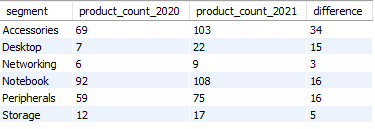 segment product_count_2020 product_count_2021 difference
Accessories 69 103 34
Desktop 7 22 15
Networking 6 9 3
Notebook 92 108 16
Peripherals 59 75 16
Storage 12 17 5